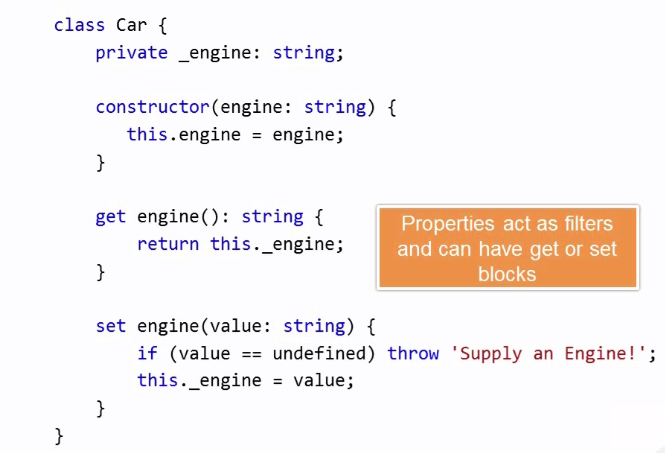 class Car {
private _engine: string;
constructor(engine: string) {
this.engine = engine;
}
get engine(): string {
return this._engine;
}
Properties act as filters
and can have get or set
blocks
set engine(value: string) {
if (value == undefined) throw 'Supply an Engine!';
this._engine = value;
}
}